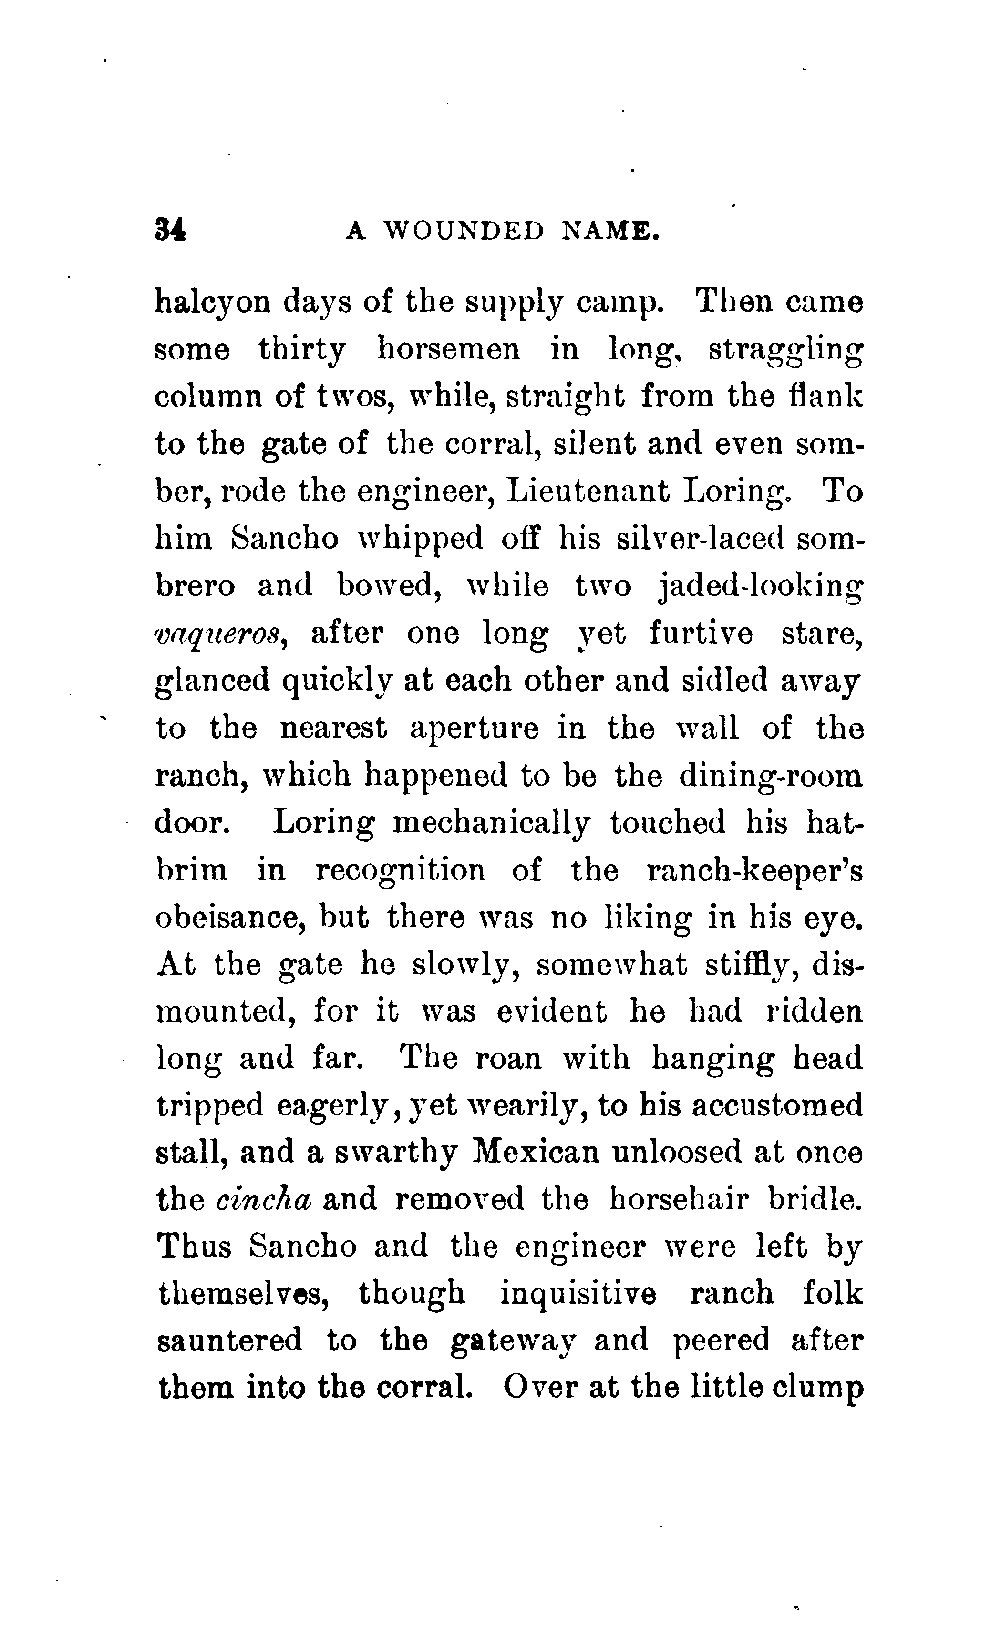 34 A WOUNDED NAME.
halcyon days of the supply camp. Then came
some thirty horsemen in long, straggling
column of twos, while, straight from the flank
to the gate of the corral, silent and even som-
ber, rode the engineer, Lieutenant Loring. To
him Sancho whipped off his silver-laced som-
brero and bowed, while two jaded-looking
vaqueros, after one long yet furtive stare,
glanced quickly at each other and sidled away
to the nearest aperture in the wall of the
ranch, which happened to be the dining-room
door. Loring mechanically touched his hat-
brim in recognition of the ranch-keeper's
obeisance, but there was no liking in his eye.
At the gate he slowly, somewhat stiffly, dis-
mounted, for it was evident he had ridden
long and far. The roan with hanging head
tripped eagerly, yet wearily, to his accustomed
stall, and a swarthy Mexican unloosed at once
the cincha and removed the horsehair bridle.
Thus Sancho and the engineer were left by
themselves, though inquisitive ranch folk
sauntered to the gateway and peered after
them into the corral. Over at the little clump